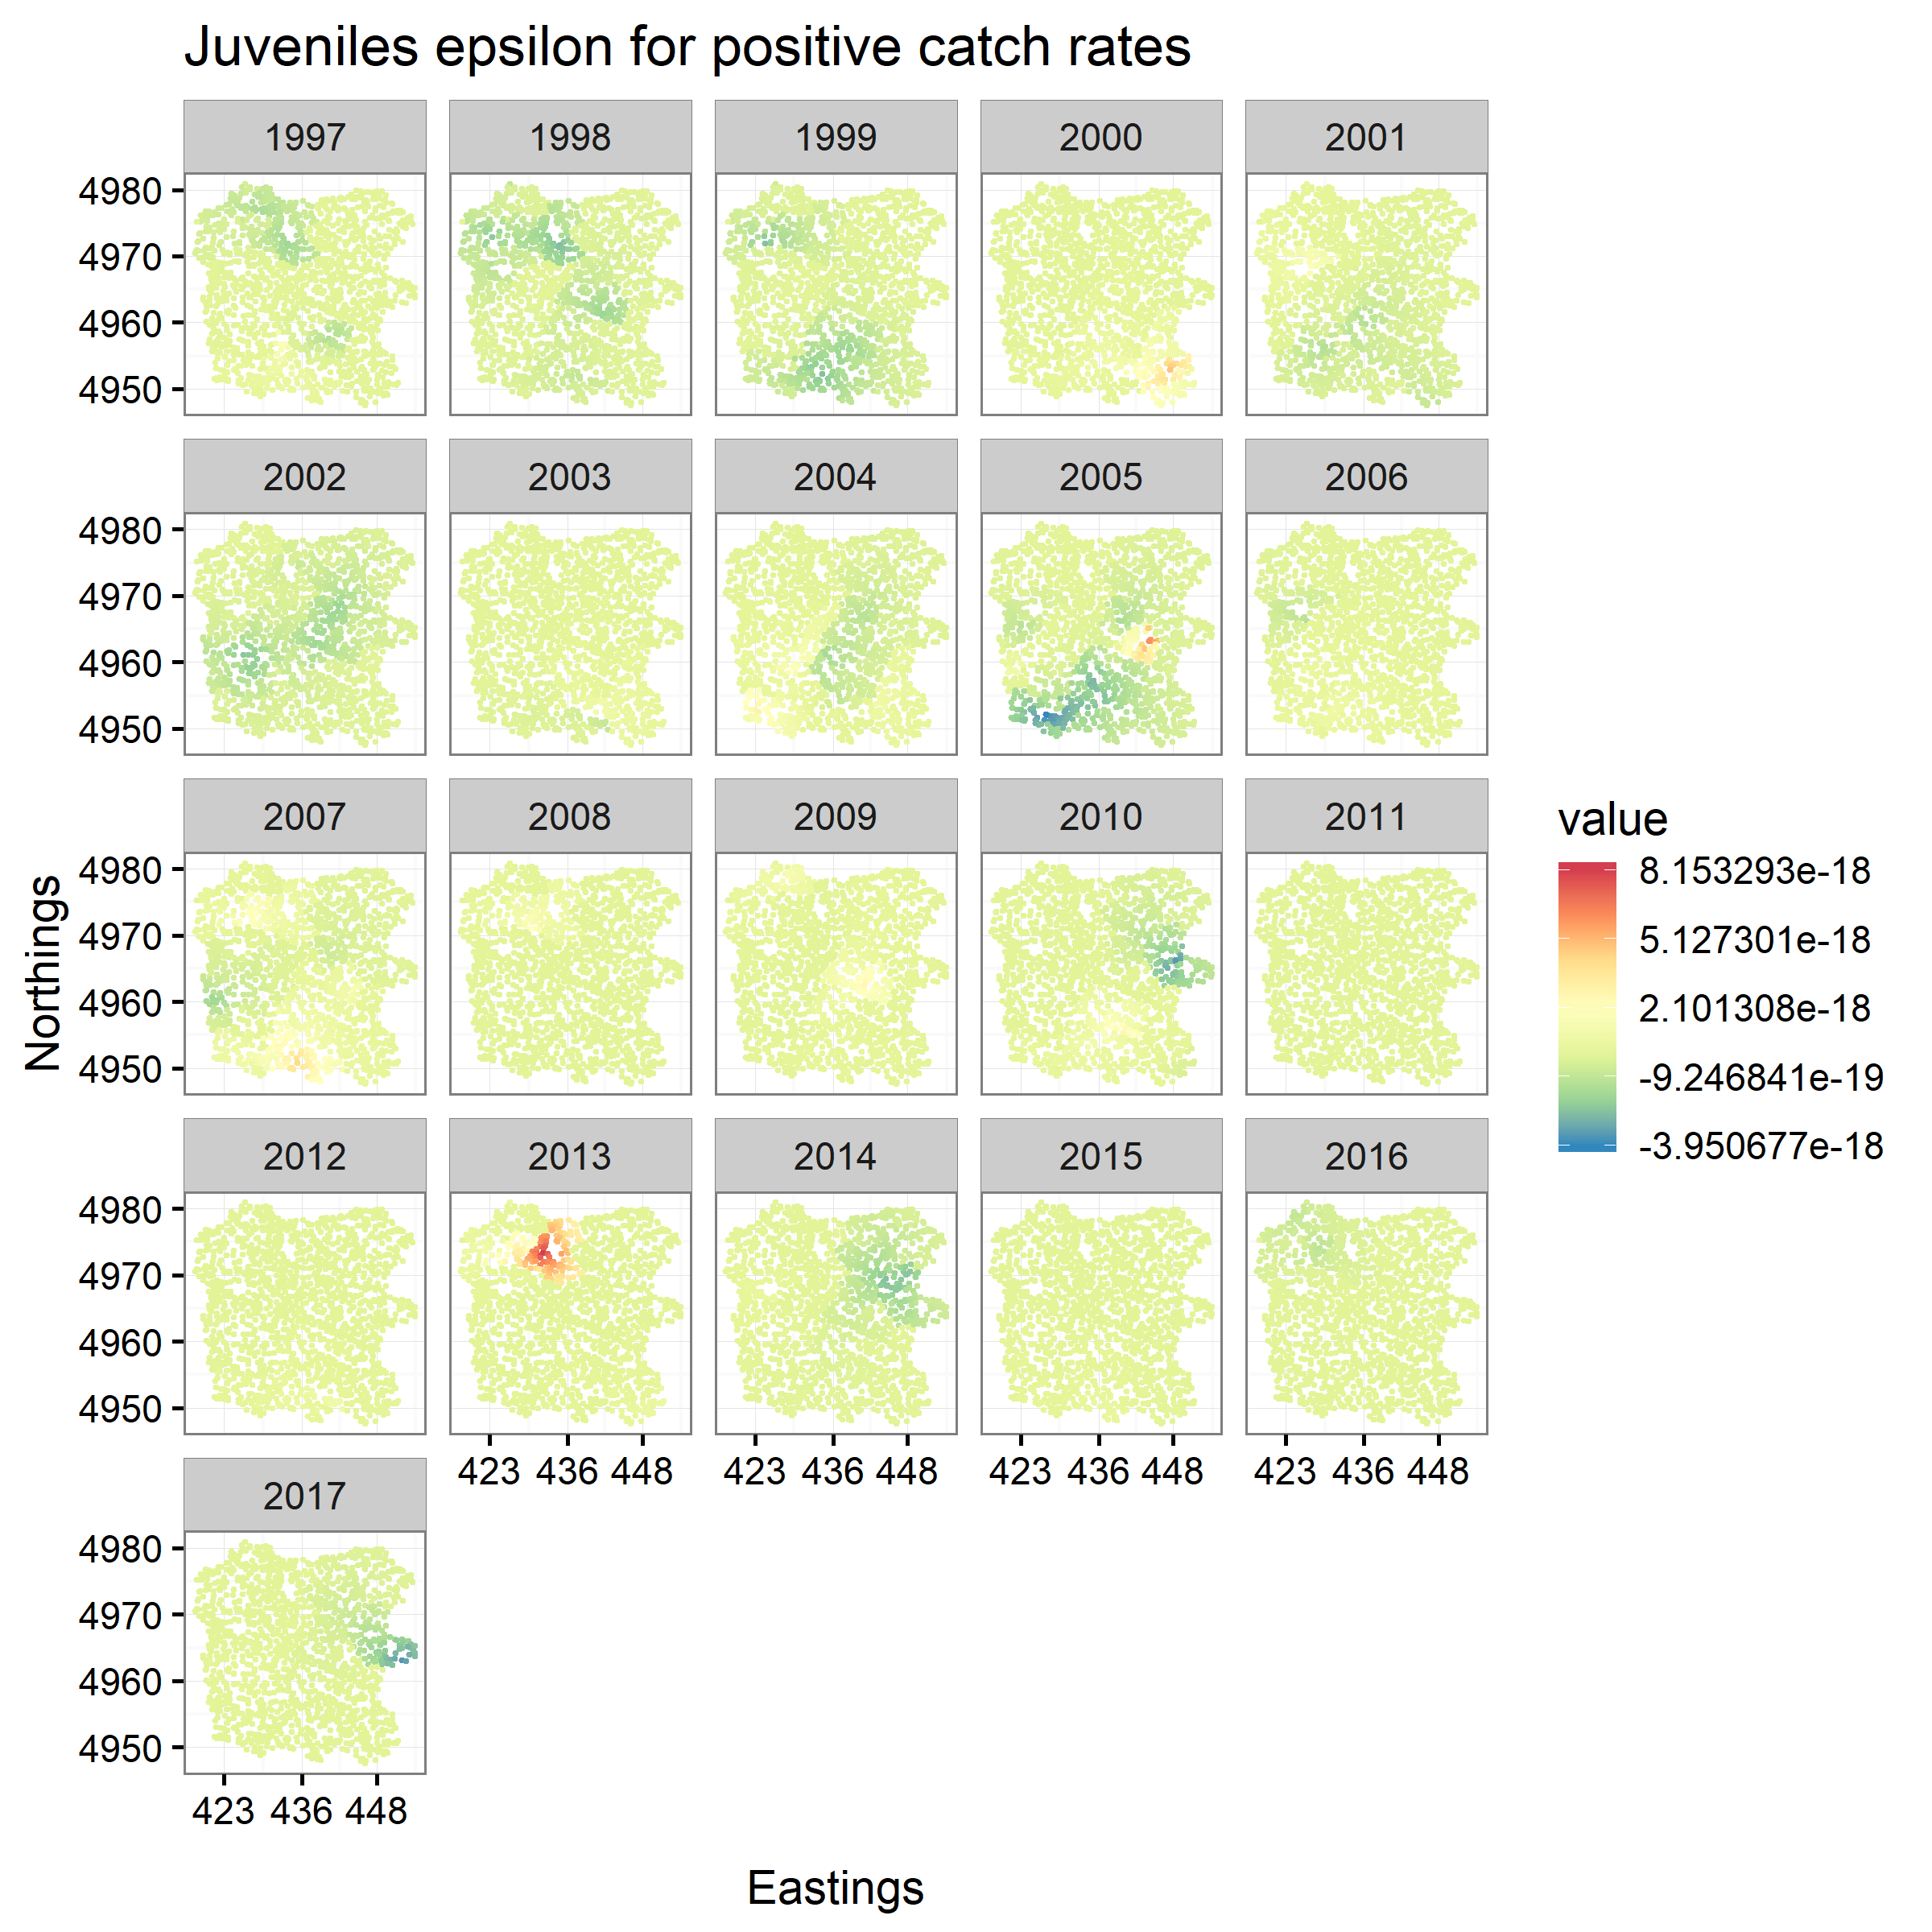 Juveniles epsilon for positive catch rates
1997 1998 1999 2000 2001
4980
4970
4960
4950
2002 2003 2004 2005 2006
4980
4970
4960
4950
2007 2008 2009 2010 2011
4980
4970
4960
4950
2012 2013 2014 2015 2016
4980
4970
4960
4950
423 436 448 423 436 448 423 436 448 423 436 448
2017
4980
4970
4960
4950
423 436 448
Eastings
Northings
value
8.153293e-18
5.127301e-18
2.101308e-18
-9.246841e-19
-3.950677e-18